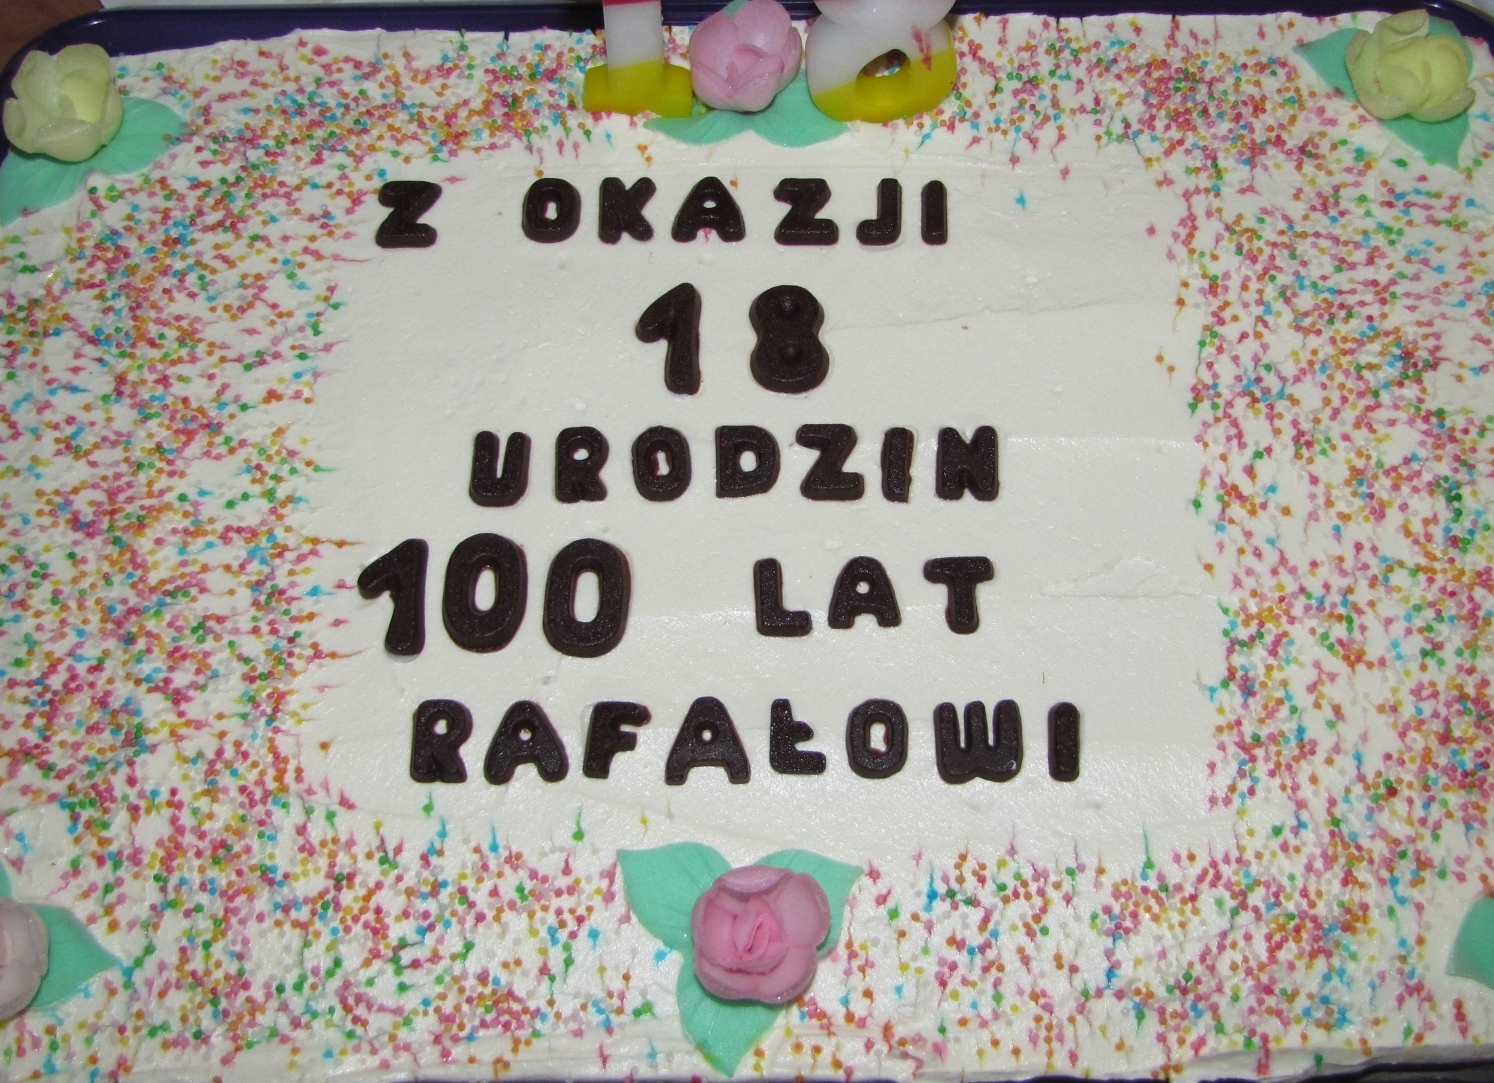 Z OKAZJI
18
URODZIN
100 LAT
RAFAŁOWI